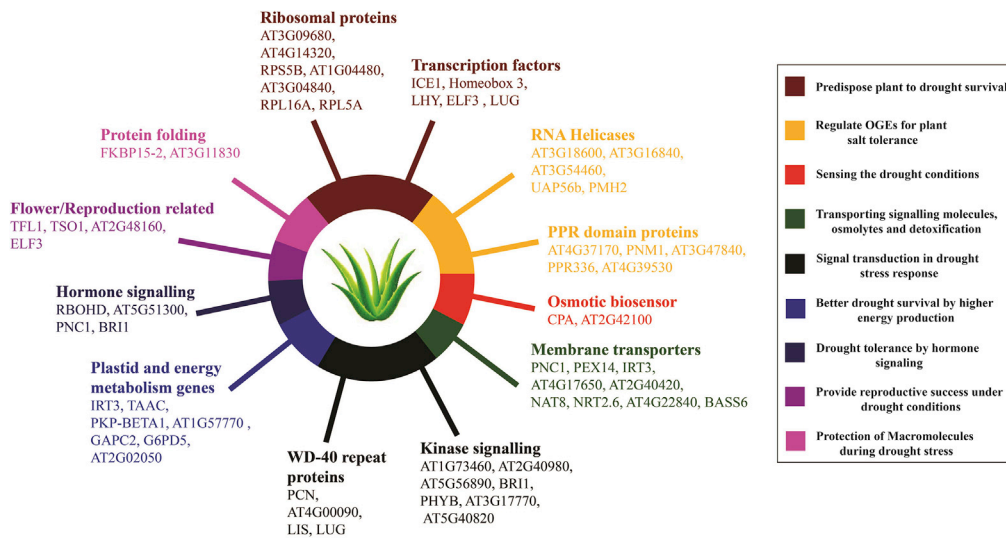 Ribosomal proteins
AT3G09680,
AT4G14320,
RPS5B, AT1G04480,
AT3G04840,
RPL16A, RPL5A
Transcription factors
ICE1, Homeobox 3,
LHY, ELF3 , LUG
RNA Helicases
AT3G18600, AT3G16840,
AT3G54460,
UAP56b, PMH2
PPR domain proteins
AT4G37170, PNM1, AT3G47840,
PPR336, AT4G39530
Osmotic biosensor
CPA, AT2G42100
Membrane transporters
PNC1, PEX14, IRT3,
AT4G17650, AT2G40420,
NAT8, NRT2.6, AT4G22840, BASS6
Kinase signalling
AT1G73460, AT2G40980,
AT5G56890, BRI1,
PHYB, AT3G17770,
AT5G40820
WD-40 repeat
proteins
PCN,
AT4G00090,
LIS, LUG
Plastid and energy
metabolism genes
IRT3, TAAC,
PKP-BETA1, AT1G57770 ,
GAPC2, G6PD5,
AT2G02050
Hormone signalling
RBOHD, AT5G51300,
PNC1, BRI1
Flower/Reproduction related
TFL1, TSO1, AT2G48160,
ELF3
Protein folding
FKBP15-2, AT3G11830
Predispose plant to drought survival
Regulate OGEs for plant
salt tolerance
Sensing the drought conditions
Transporting signalling molecules,
osmolytes and detoxification
Signal transduction in drought
stress response
Better drought survival by higher
energy production
Drought tolerance by hormone
signaling
Provide reproductive success under
drought conditions
Protection of Macromolecules
during drought stress